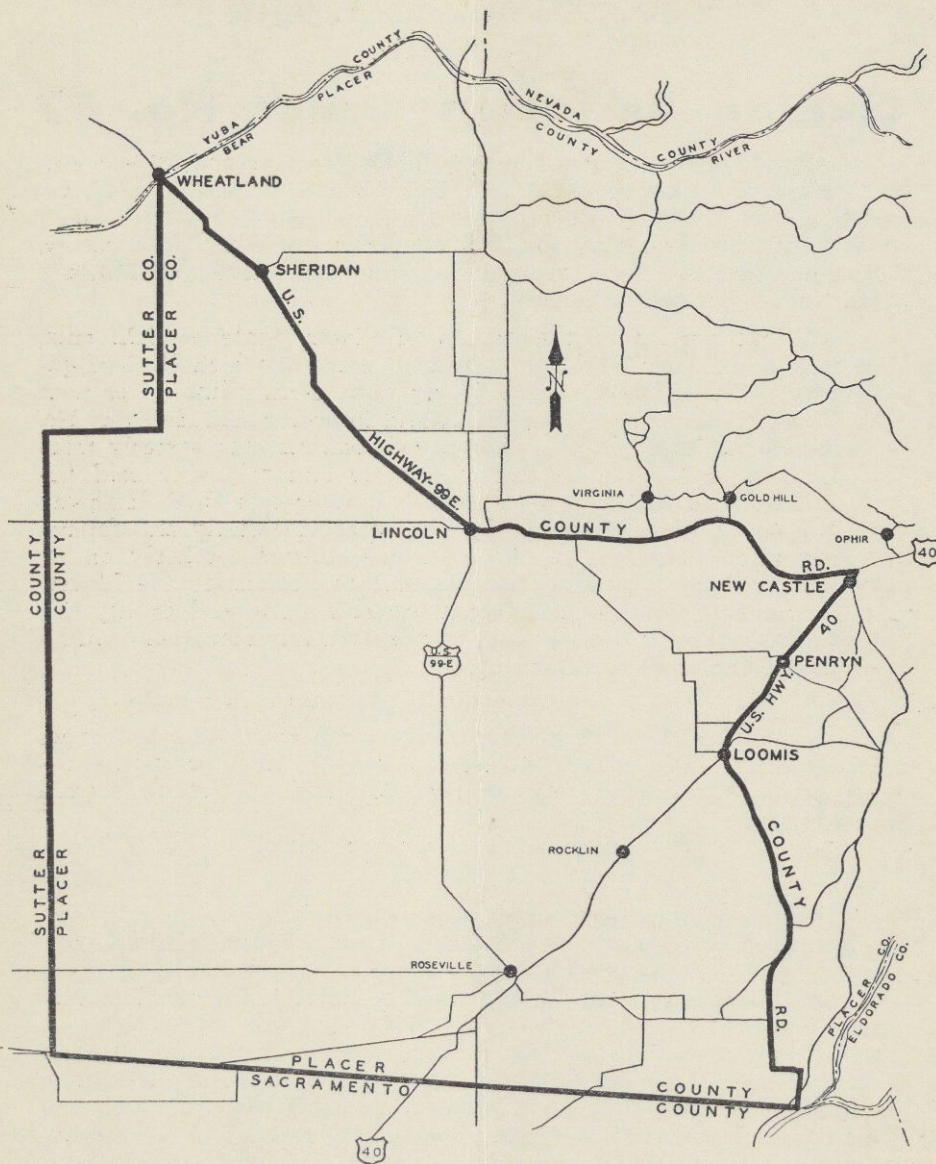 YUBA COUNTY
BEAR PLACER
NEVADA COUNTY
COUNTY RIVER
WHEATLAND
SUTTER CO.
PLACER CO.
SHERIDAN
U.S. HIGHWAY-99E.
N
VIRGINIA
GOLD HILL
OPHIR
40
LINCOLN
COUNTY RD.
NEW CASTLE
SUTTER COUNTY
PLACER COUNTY
U.S.
99-E
U.S. HWY. 40
PENRYN
LOOMIS
ROCKLIN
COUNTY RD.
ROSEVILLE
PLACER CO.
ELDORADO CO.
PLACER COUNTY
SACRAMENTO COUNTY
40